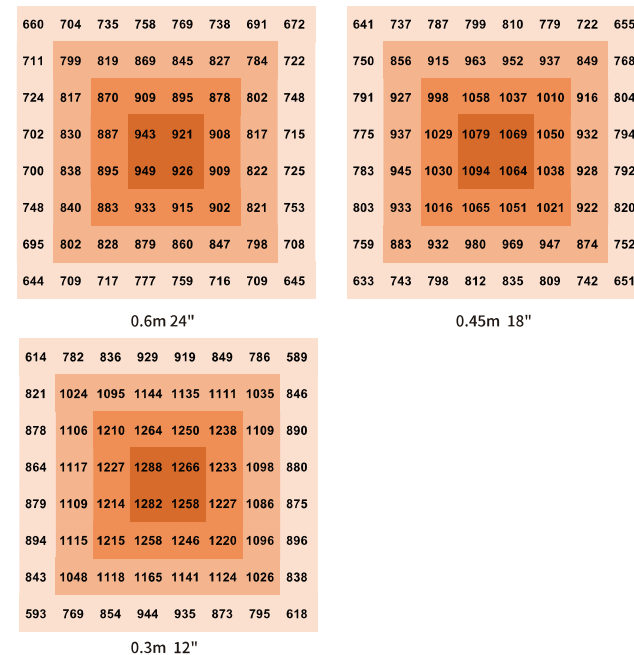 660 704 735 758 769 738 691 672
711 799 819 869 845 827 784 722
724 817 870 909 895 878 802 748
702 830 887 943 921 908 817 715
700 838 895 949 926 909 822 725
748 840 883 933 915 902 821 753
695 802 828 879 860 847 798 708
644 709 717 777 759 716 709 645
0.6m 24"
641 737 787 799 810 779 722 655
750 856 915 963 952 937 849 768
791 927 998 1058 1037 1010 916 804
775 937 1029 1079 1069 1050 932 794
783 945 1030 1094 1064 1038 928 792
803 933 1016 1065 1051 1021 922 820
759 883 932 980 969 947 874 752
633 743 798 812 835 809 742 651
0.45m 18"
614 782 836 929 919 849 786 589
821 1024 1095 1144 1135 1111 1035 846
878 1106 1210 1264 1250 1238 1109 890
864 1117 1227 1288 1266 1233 1098 880
879 1109 1214 1282 1258 1227 1086 875
894 1115 1215 1258 1246 1220 1096 896
843 1048 1118 1165 1141 1124 1026 838
593 769 854 944 935 873 795 618
0.3m 12"